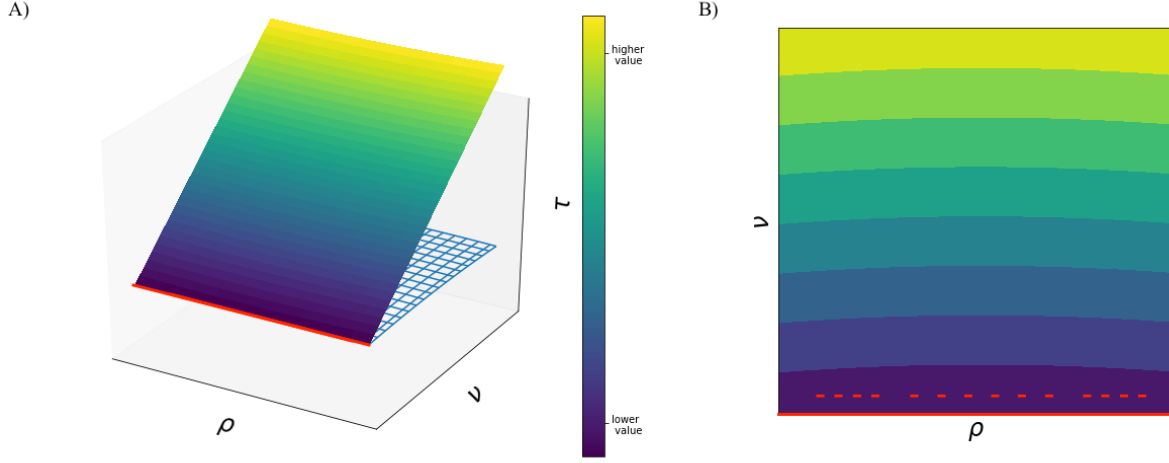 A)
higher
value
τ
ν
ρ
lower
value
B)
ν
ρ